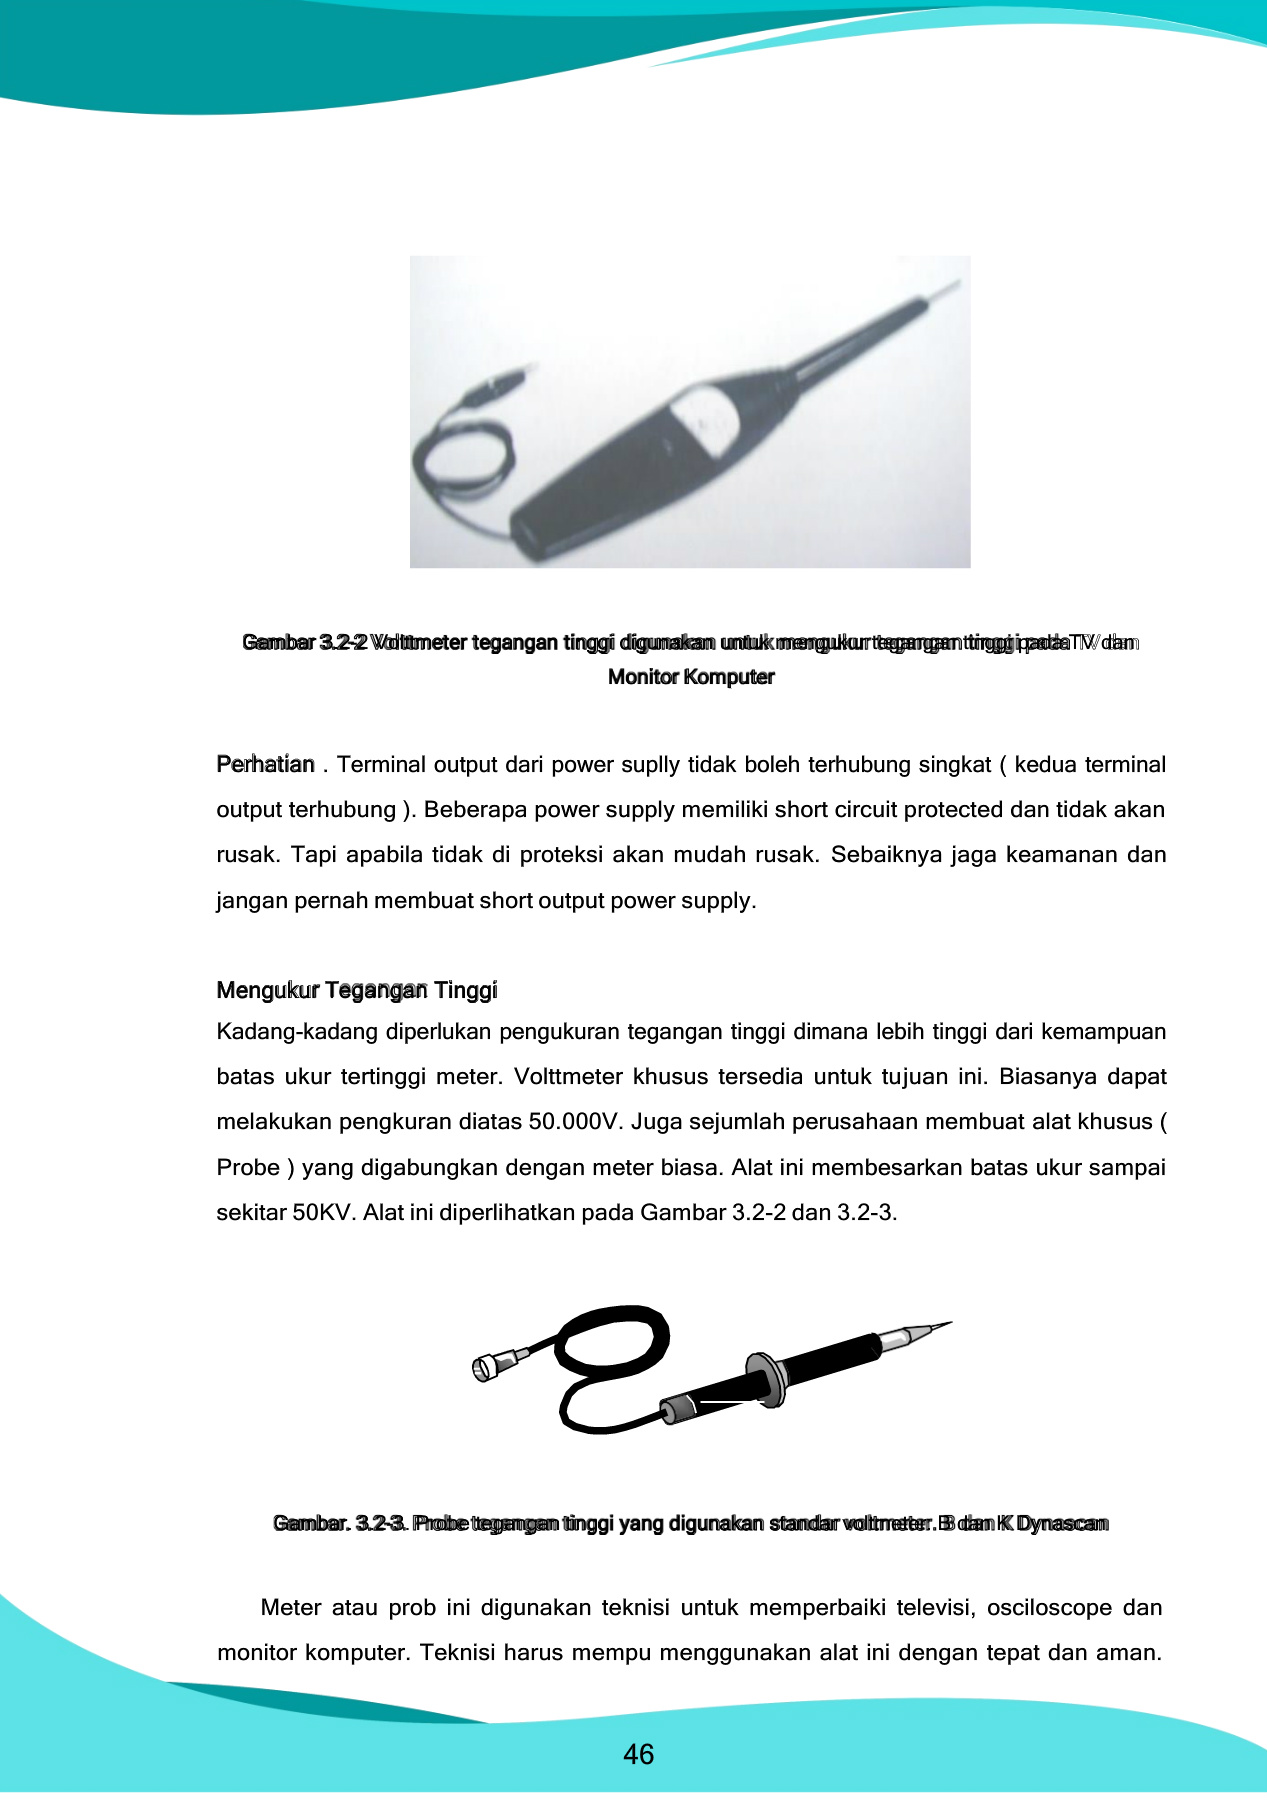 Gambar 3.2-2 Volttmeter tegangan tinggi digunakan untuk mengukur tegangan tinggi pada TV dan
Monitor Komputer
Perhatian . Terminal output dari power suplly tidak boleh terhubung singkat ( kedua terminal
output terhubung ). Beberapa power supply memiliki short circuit protected dan tidak akan
rusak. Tapi apabila tidak di proteksi akan mudah rusak. Sebaiknya jaga keamanan dan
jangan pernah membuat short output power supply.
Mengukur Tegangan Tinggi
Kadang-kadang diperlukan pengukuran tegangan tinggi dimana lebih tinggi dari kemampuan
batas ukur tertinggi meter. Volttmeter khusus tersedia untuk tujuan ini. Biasanya dapat
melakukan pengkuran diatas 50.000V. Juga sejumlah perusahaan membuat alat khusus (
Probe ) yang digabungkan dengan meter biasa. Alat ini membesarkan batas ukur sampai
sekitar 50KV. Alat ini diperlihatkan pada Gambar 3.2-2 dan 3.2-3.
Gambar. 3.2-3. Probe tegangan tinggi yang digunakan standar voltmeter. B dan K Dynascan
Meter atau prob ini digunakan teknisi untuk memperbaiki televisi, osciloscope dan
monitor komputer. Teknisi harus mempu menggunakan alat ini dengan tepat dan aman.
46